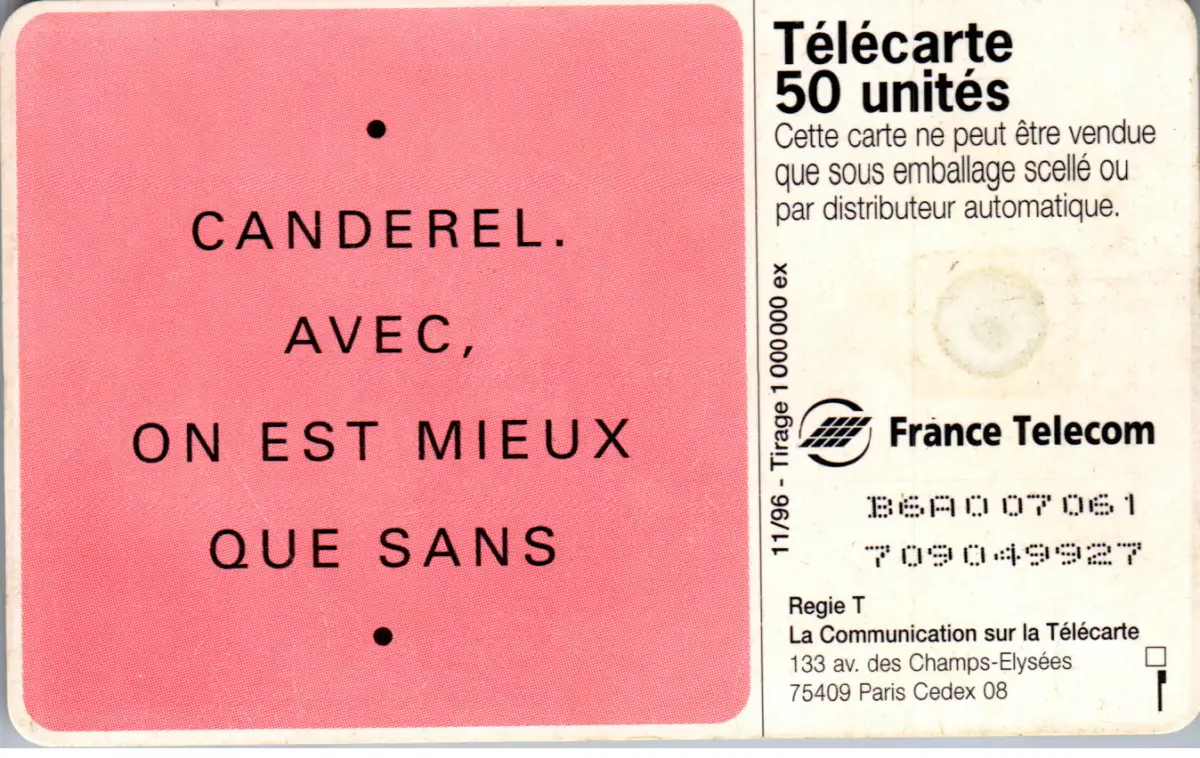 CANDEREL.
AVEC,
ON EST MIEUX
QUE SANS
Télécarte
50 unités
Cette carte ne peut être vendue
que sous emballage scellé ou
par distributeur automatique.
11/96 - Tirage 1 000 000 ex
France Telecom
B6A007061
709049927
Regie T
La Communication sur la Télécarte
133 av. des Champs-Elysées
75409 Paris Cedex 08